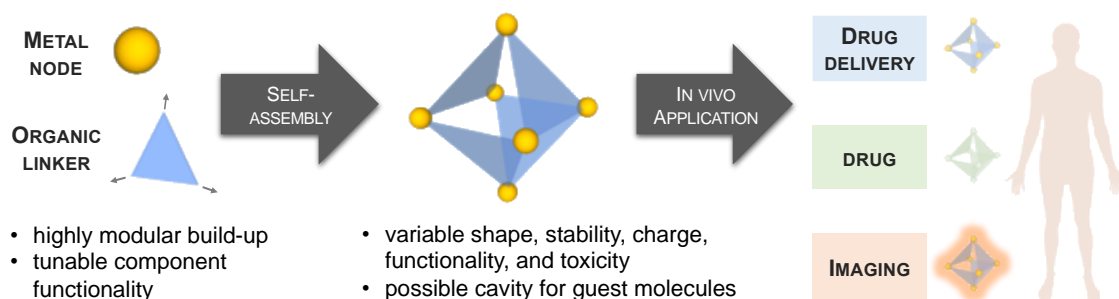 METAL
NODE
ORGANIC
LINKER
SELF-
ASSEMBLY
IN VIVO
APPLICATION
DRUG
DELIVERY
DRUG
IMAGING
• highly modular build-up
• tunable component
functionality
• variable shape, stability, charge,
functionality, and toxicity
• possible cavity for guest molecules